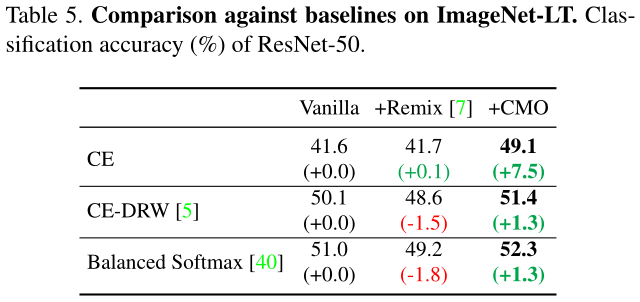 Table 5. Comparison against baselines on ImageNet-LT. Clas-
sification accuracy (%) of ResNet-50.
Vanilla +Remix [7] +CMO
CE 41.6 41.7 49.1
(+0.0) (+0.1) (+7.5)
CE-DRW [5] 50.1 48.6 51.4
(+0.0) (-1.5) (+1.3)
Balanced Softmax [40] 51.0 49.2 52.3
(+0.0) (-1.8) (+1.3)